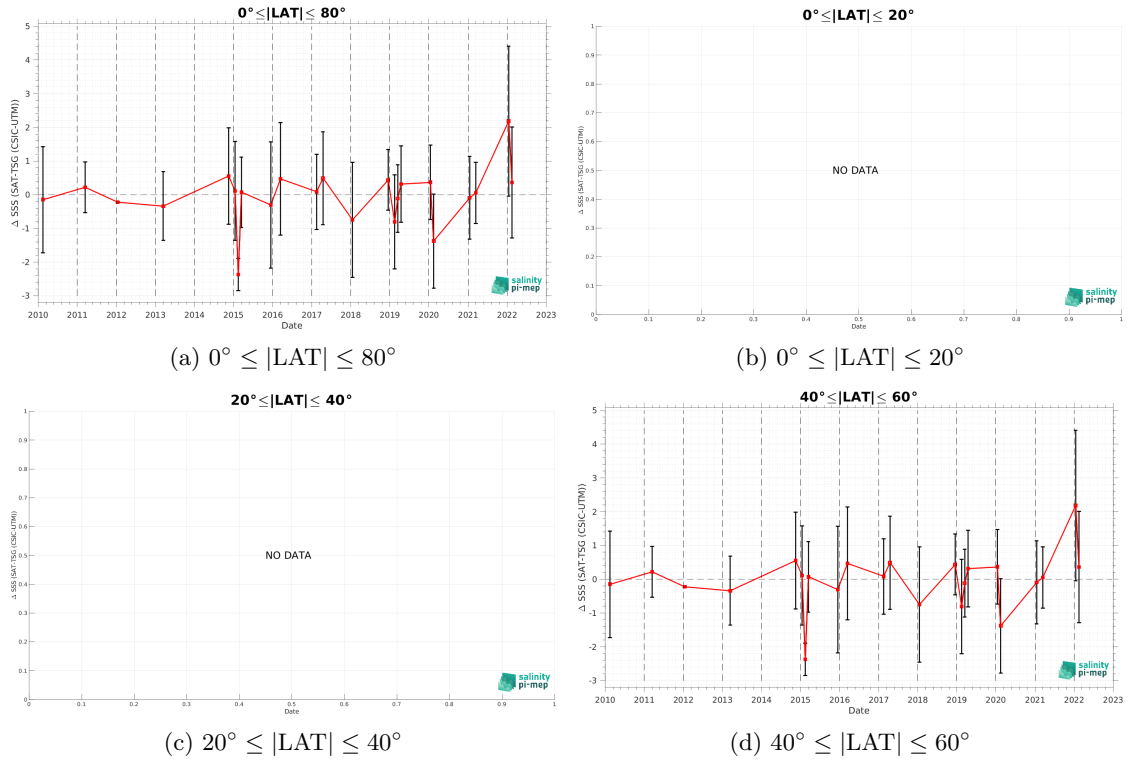 0°≤|LAT|≤ 80°
Δ SSS (SAT-TSG (CSIC-UTM))
5
4
3
2
1
0
-1
-2
-3
2010 2011 2012 2013 2014 2015 2016 2017 2018 2019 2020 2021 2022 2023
Date
salinity
pi-mep
(a) 0° ≤ |LAT| ≤ 80°
0°≤|LAT|≤ 20°
Δ SSS (SAT-TSG (CSIC-UTM))
1
0.9
0.8
0.7
0.6
0.5
0.4
0.3
0.2
0.1
0
NO DATA
0 0.1 0.2 0.3 0.4 0.5 0.6 0.7 0.8 0.9 1
Date
salinity
pi-mep
(b) 0° ≤ |LAT| ≤ 20°
20°≤|LAT|≤ 40°
Δ SSS (SAT-TSG (CSIC-UTM))
1
0.9
0.8
0.7
0.6
0.5
0.4
0.3
0.2
0.1
0
NO DATA
0 0.1 0.2 0.3 0.4 0.5 0.6 0.7 0.8 0.9 1
Date
salinity
pi-mep
(c) 20° ≤ |LAT| ≤ 40°
40°≤|LAT|≤ 60°
Δ SSS (SAT-TSG (CSIC-UTM))
5
4
3
2
1
0
-1
-2
-3
2010 2011 2012 2013 2014 2015 2016 2017 2018 2019 2020 2021 2022 2023
Date
salinity
pi-mep
(d) 40° ≤ |LAT| ≤ 60°